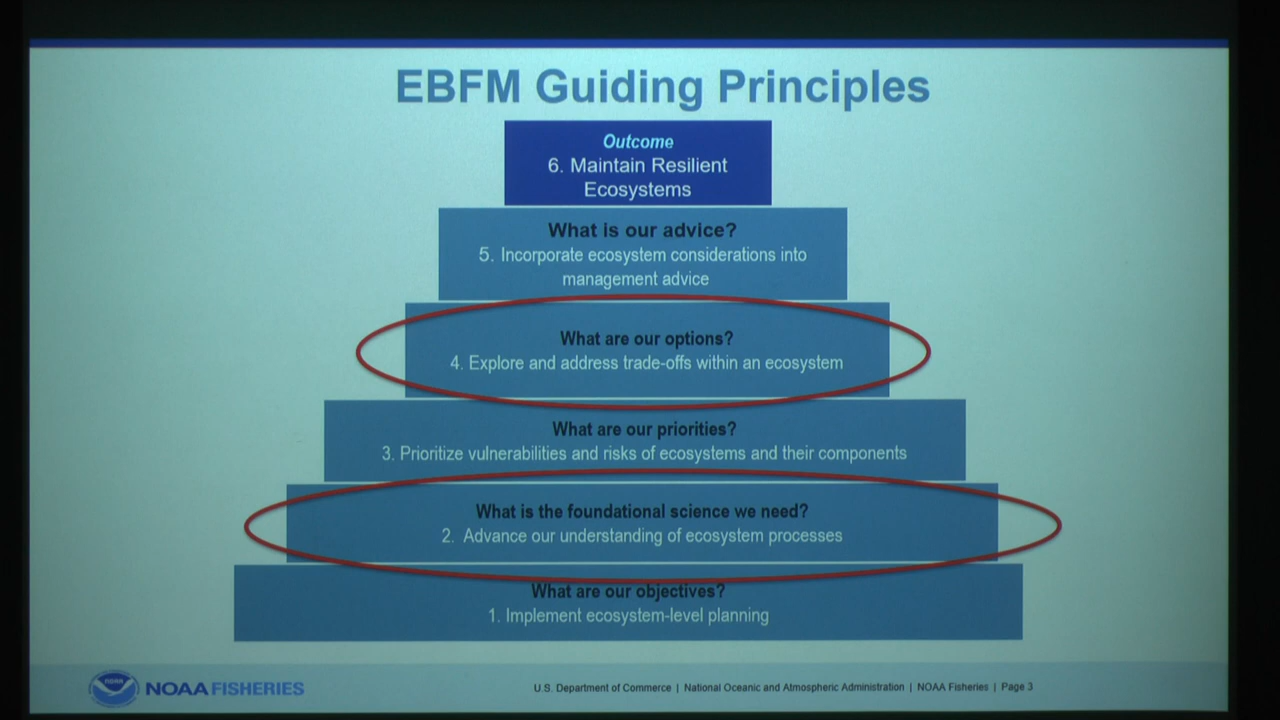 EBFM Guiding Principles
Outcome
6. Maintain Resilient
Ecosystems
What is our advice?
5. Incorporate ecosystem considerations into
management advice
What are our options?
4. Explore and address trade-offs within an ecosystem
What are our priorities?
3. Prioritize vulnerabilities and risks of ecosystems and their components
What is the foundational science we need?
2. Advance our understanding of ecosystem processes
What are our objectives?
1. Implement ecosystem-level planning
NOAA
NOAA FISHERIES
U.S. Department of Commerce | National Oceanic and Atmospheric Administration | NOAA Fisheries | Page 3